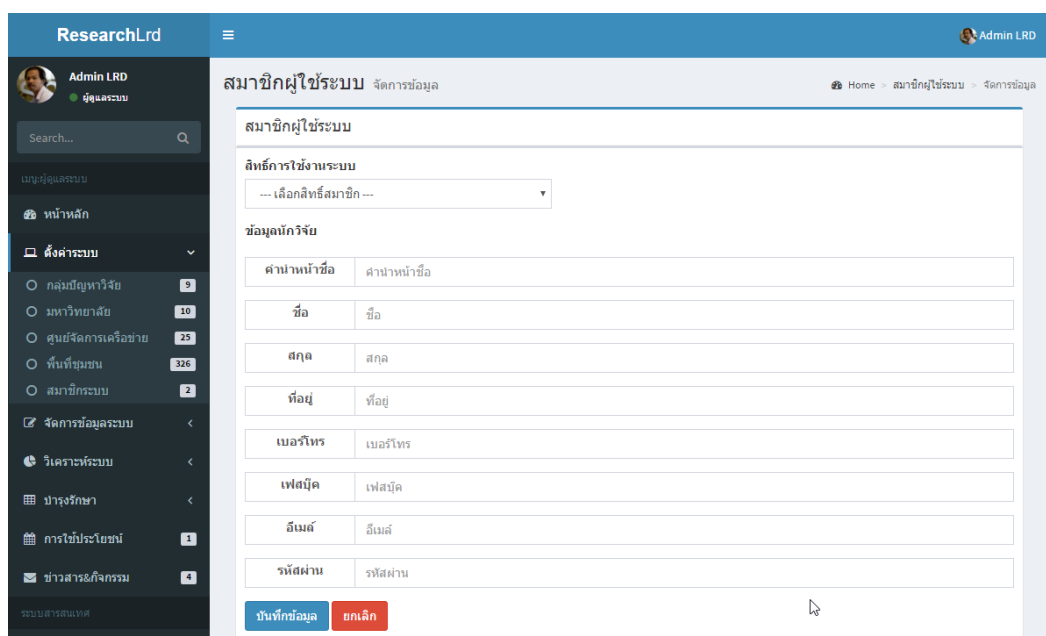 ResearchLrd
Admin LRD
Admin LRD
ผู้ดูแลระบบ
Search...
เมนู:ผู้ดูแลระบบ
หน้าหลัก
ตั้งค่าระบบ
กลุ่มปัญหาวิจัย 9
มหาวิทยาลัย 10
ศูนย์จัดการเครือข่าย 25
พื้นที่ชุมชน 326
สมาชิกระบบ 2
จัดการข้อมูลระบบ
วิเคราะห์ระบบ
บำรุงรักษา
การใช้ประโยชน์ 1
ข่าวสาร&กิจกรรม 4
ระบบสารสนเทศ
สมาชิกผู้ใช้ระบบ จัดการข้อมูล
Home > สมาชิกผู้ใช้ระบบ > จัดการข้อมูล
สมาชิกผู้ใช้ระบบ
สิทธิ์การใช้งานระบบ
--- เลือกสิทธิ์สมาชิก ---
ข้อมูลนักวิจัย
คำนำหน้าชื่อ คำนำหน้าชื่อ
ชื่อ ชื่อ
สกุล สกุล
ที่อยู่ ที่อยู่
เบอร์โทร เบอร์โทร
เฟสบุ๊ค เฟสบุ๊ค
อีเมล์ อีเมล์
รหัสผ่าน รหัสผ่าน
บันทึกข้อมูล ยกเลิก